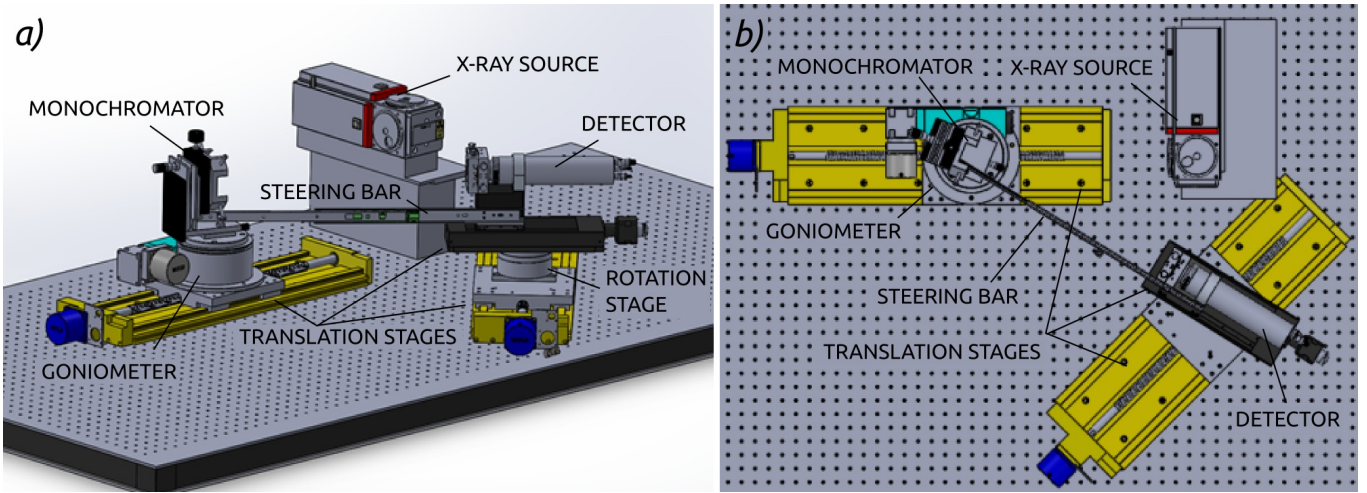 a)
X-RAY SOURCE
MONOCHROMATOR
DETECTOR
STEERING BAR
ROTATION
STAGE
TRANSLATION STAGES
GONIOMETER
b)
MONOCHROMATOR
X-RAY SOURCE
GONIOMETER
STEERING BAR
TRANSLATION STAGES
DETECTOR